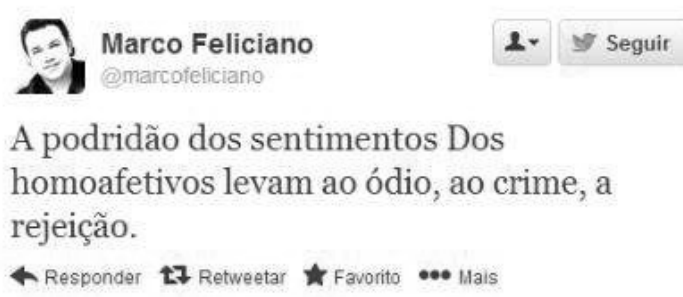 Marco Feliciano
@marcofeliciano
Seguir
A podridão dos sentimentos Dos
homoafetivos levam ao ódio, ao crime, a
rejeição.
Responder Retweetar Favorito Mais